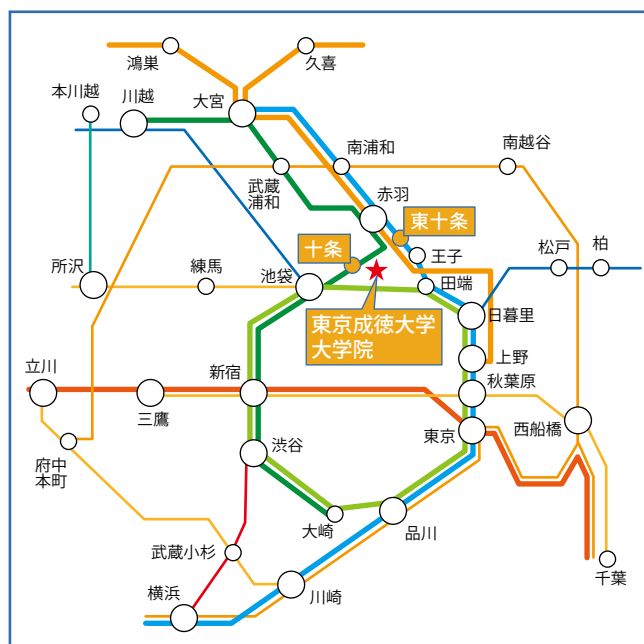 鴻巣
久喜
本川越
川越
大宮
南浦和
南越谷
武蔵
浦和
赤羽
東十条
十条
王子
松戸
柏
所沢
練馬
池袋
田端
日暮里
東京成徳大学
大学院
上野
立川
三鷹
新宿
秋葉原
東京
西船橋
渋谷
府中
本町
大崎
品川
武蔵小杉
千葉
横浜
川崎